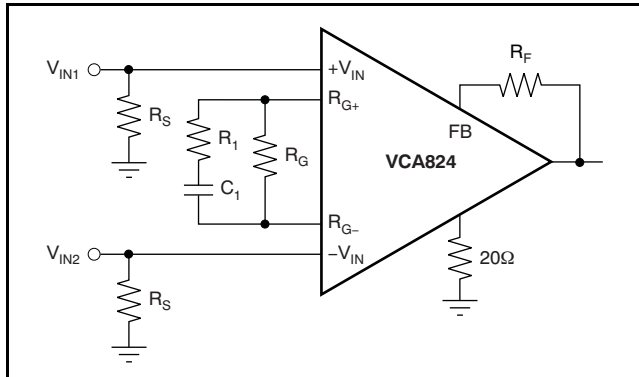 V_IN1
+V_IN
R_F
R_S
R_G+
R_1
R_G
FB
VCA824
C_1
R_G−
V_IN2
−V_IN
20Ω
R_S